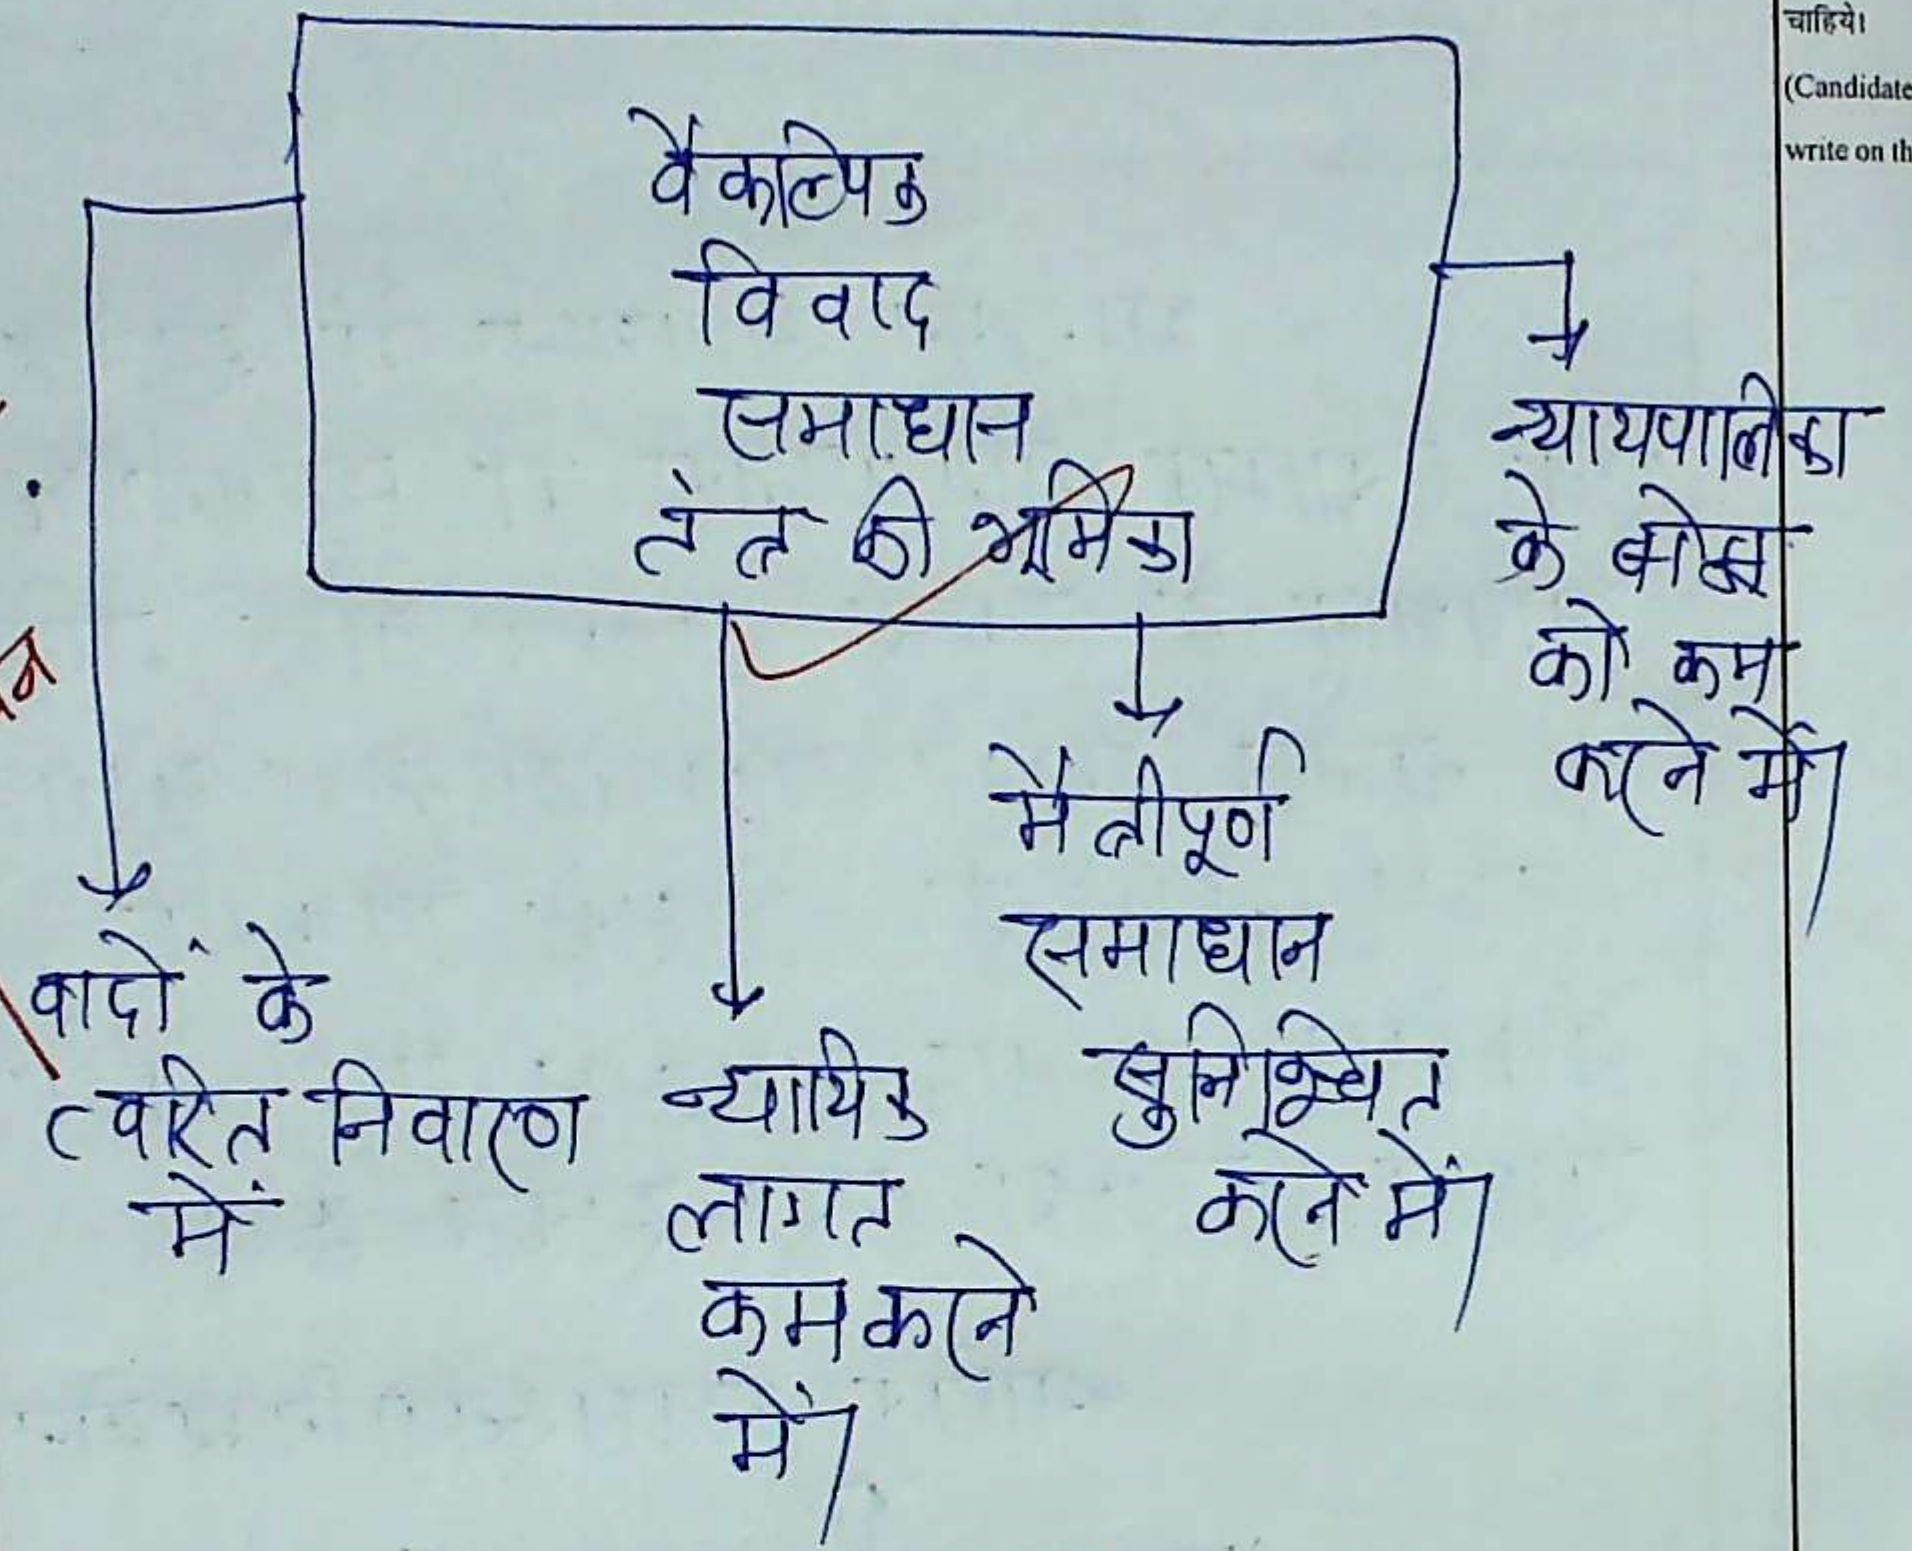 चाहिये।
(Candidate
write on th
वैकल्पिक
विवाद
समाधान
तंत्र की भूमिका
न्यायपालिका
के बोझ
को कम
करने में।
मैत्रीपूर्ण
समाधान
सुनिश्चित
करने में।
वादों के
त्वरित निवारण
में
न्यायिक
लागत
कम करने
में।